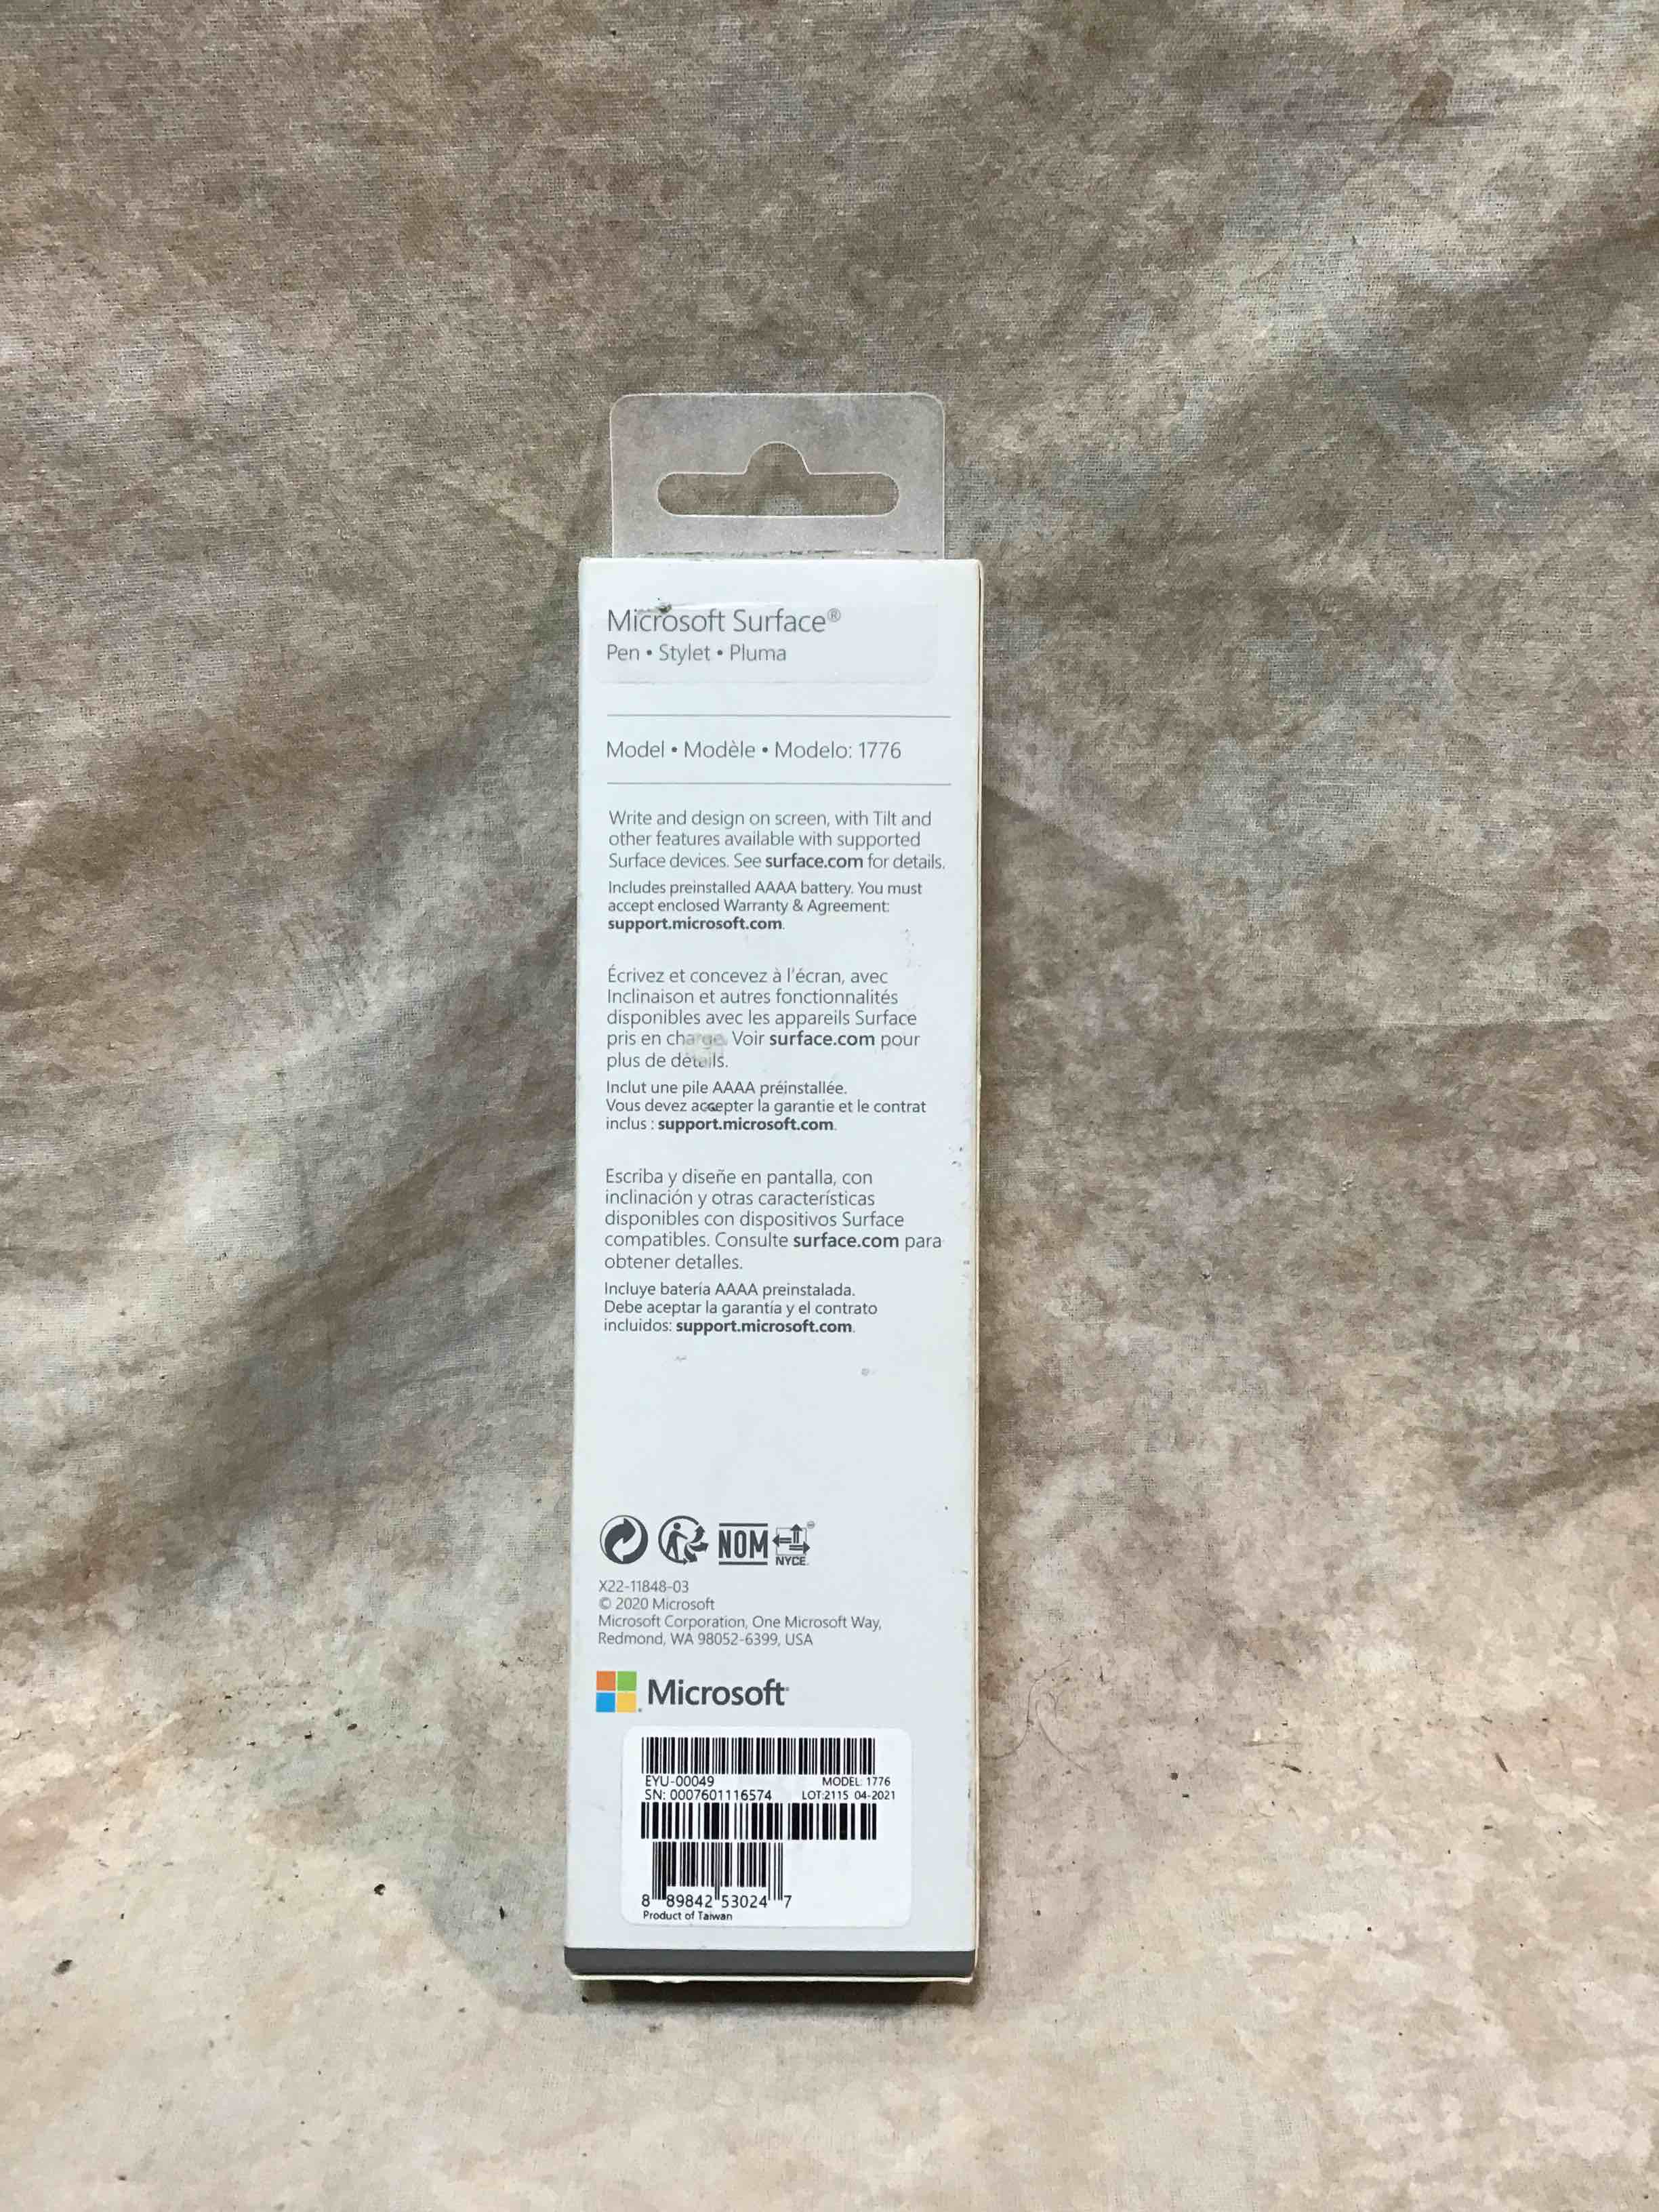 Microsoft Surface®
Pen • Stylet • Pluma
Model • Modèle • Modelo: 1776
Write and design on screen, with Tilt and
other features available with supported
Surface devices. See surface.com for details.
Includes preinstalled AAAA battery. You must
accept enclosed Warranty & Agreement:
support.microsoft.com.
Écrivez et concevez à l'écran, avec
Inclinaison et autres fonctionnalités
disponibles avec les appareils Surface
pris en charge. Voir surface.com pour
plus de détails.
Inclut une pile AAAA préinstallée.
Vous devez accepter la garantie et le contrat
inclus : support.microsoft.com.
Escriba y diseñe en pantalla, con
inclinación y otras características
disponibles con dispositivos Surface
compatibles. Consulte surface.com para
obtener detalles.
Incluye batería AAAA preinstalada.
Debe aceptar la garantía y el contrato
incluidos: support.microsoft.com.
NOM NYCE
X22-11848-03
© 2020 Microsoft
Microsoft Corporation, One Microsoft Way,
Redmond, WA 98052-6399, USA
Microsoft
EYU-00049 MODEL: 1776
SN: 0007601116574 LOT:2115 04-2021
8 89842 53024 7
Product of Taiwan